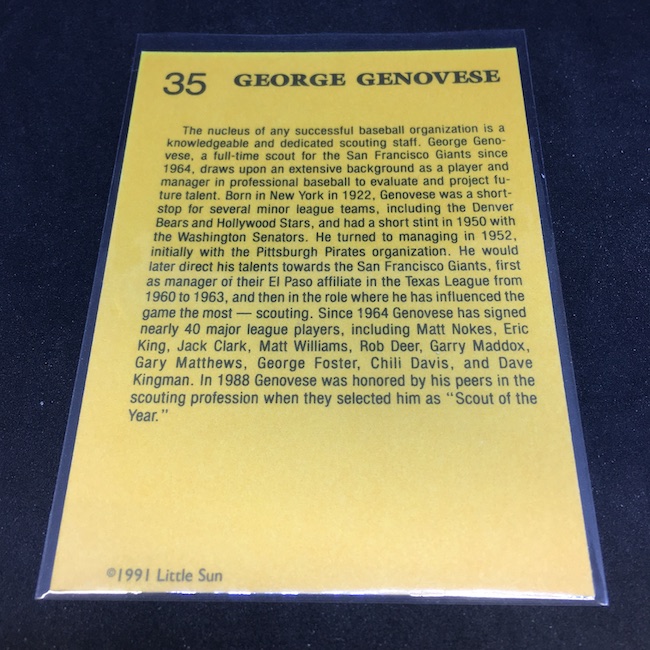 35 GEORGE GENOVESE
The nucleus of any successful baseball organization is a
knowledgeable and dedicated scouting staff. George Geno-
vese, a full-time scout for the San Francisco Giants since
1964, draws upon an extensive background as a player and
manager in professional baseball to evaluate and project fu-
ture talent. Born in New York in 1922, Genovese was a short-
stop for several minor league teams, including the Denver
Bears and Hollywood Stars, and had a short stint in 1950 with
the Washington Senators. He turned to managing in 1952,
initially with the Pittsburgh Pirates organization. He would
later direct his talents towards the San Francisco Giants, first
as manager of their El Paso affiliate in the Texas League from
1960 to 1963, and then in the role where he has influenced the
game the most — scouting. Since 1964 Genovese has signed
nearly 40 major league players, including Matt Nokes, Eric
King, Jack Clark, Matt Williams, Rob Deer, Garry Maddox,
Gary Matthews, George Foster, Chili Davis, and Dave
Kingman. In 1988 Genovese was honored by his peers in the
scouting profession when they selected him as "Scout of the
Year."
©1991 Little Sun